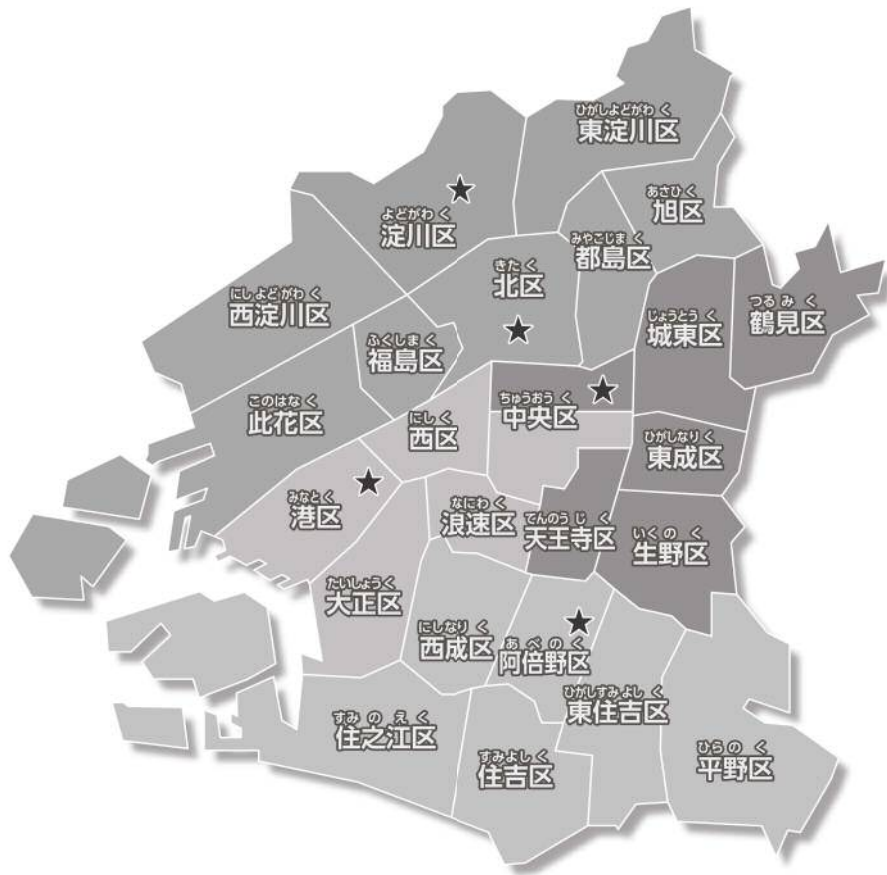 ひがしよどがわ く
東淀川区
あさひ く
旭区
よどがわ く
淀川区
みやこじま く
都島区
きた く
北区
つる み く
鶴見区
にし よど がわ く
西淀川区
じょうとう く
城東区
ふくしま く
福島区
このはな く
此花区
ちゅうおう く
中央区
にし く
西区
ひがしなり く
東成区
みなと く
港区
なにわ く
浪速区
てんのう じ く
天王寺区
いく の く
生野区
たいしょう く
大正区
にしなり く
西成区
あ べ の く
阿倍野区
ひがしすみ よし く
東住吉区
すみ の え く
住之江区
すみよし く
住吉区
ひら の く
平野区